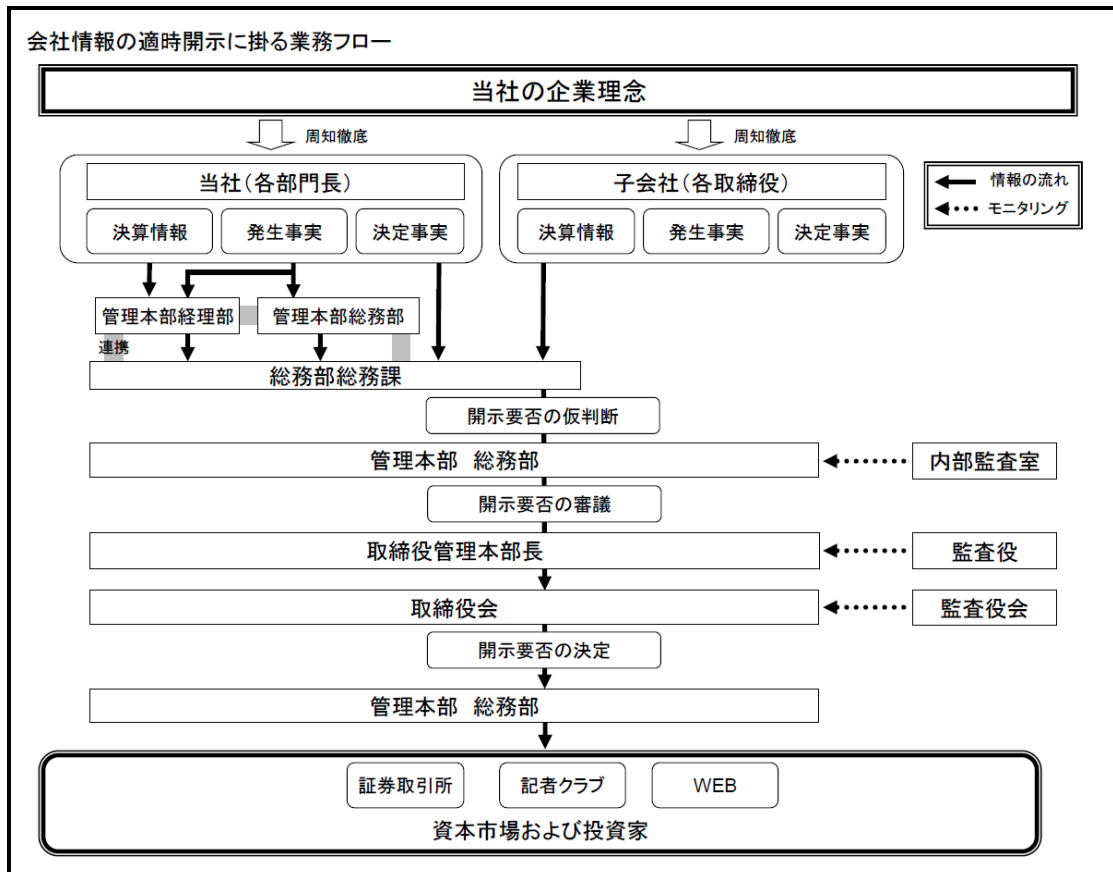 会社情報の適時開示に掛る業務フロー
当社の企業理念
周知徹底
周知徹底
当社(各部門長)
決算情報
発生事実
決定事実
子会社(各取締役)
決算情報
発生事実
決定事実
情報の流れ
モニタリング
管理本部経理部
管理本部総務部
連携
総務部総務課
開示要否の仮判断
管理本部 総務部
内部監査室
開示要否の審議
取締役管理本部長
監査役
取締役会
監査役会
開示要否の決定
管理本部 総務部
証券取引所
記者クラブ
WEB
資本市場および投資家